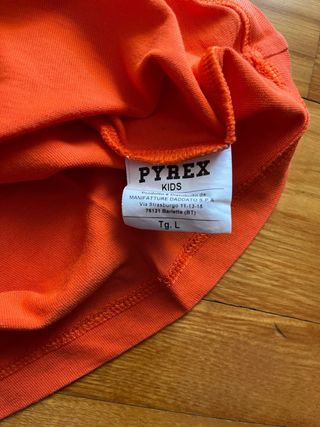 PYREX
KIDS
Prodotto e Distribuito da
MANIFATTURE DADDATO S.P.A
Via Strasburgo 11-13-15
76121 Barletta (BT)
Tg. L